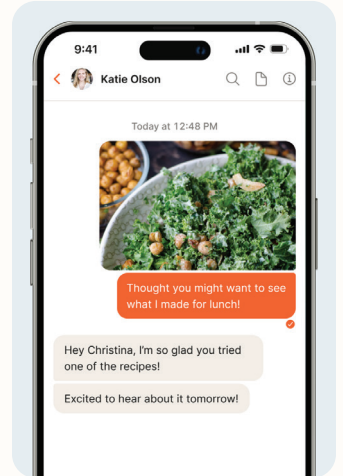 9:41
Katie Olson
Today at 12:48 PM
Thought you might want to see
what I made for lunch!
Hey Christina, I'm so glad you tried
one of the recipes!
Excited to hear about it tomorrow!